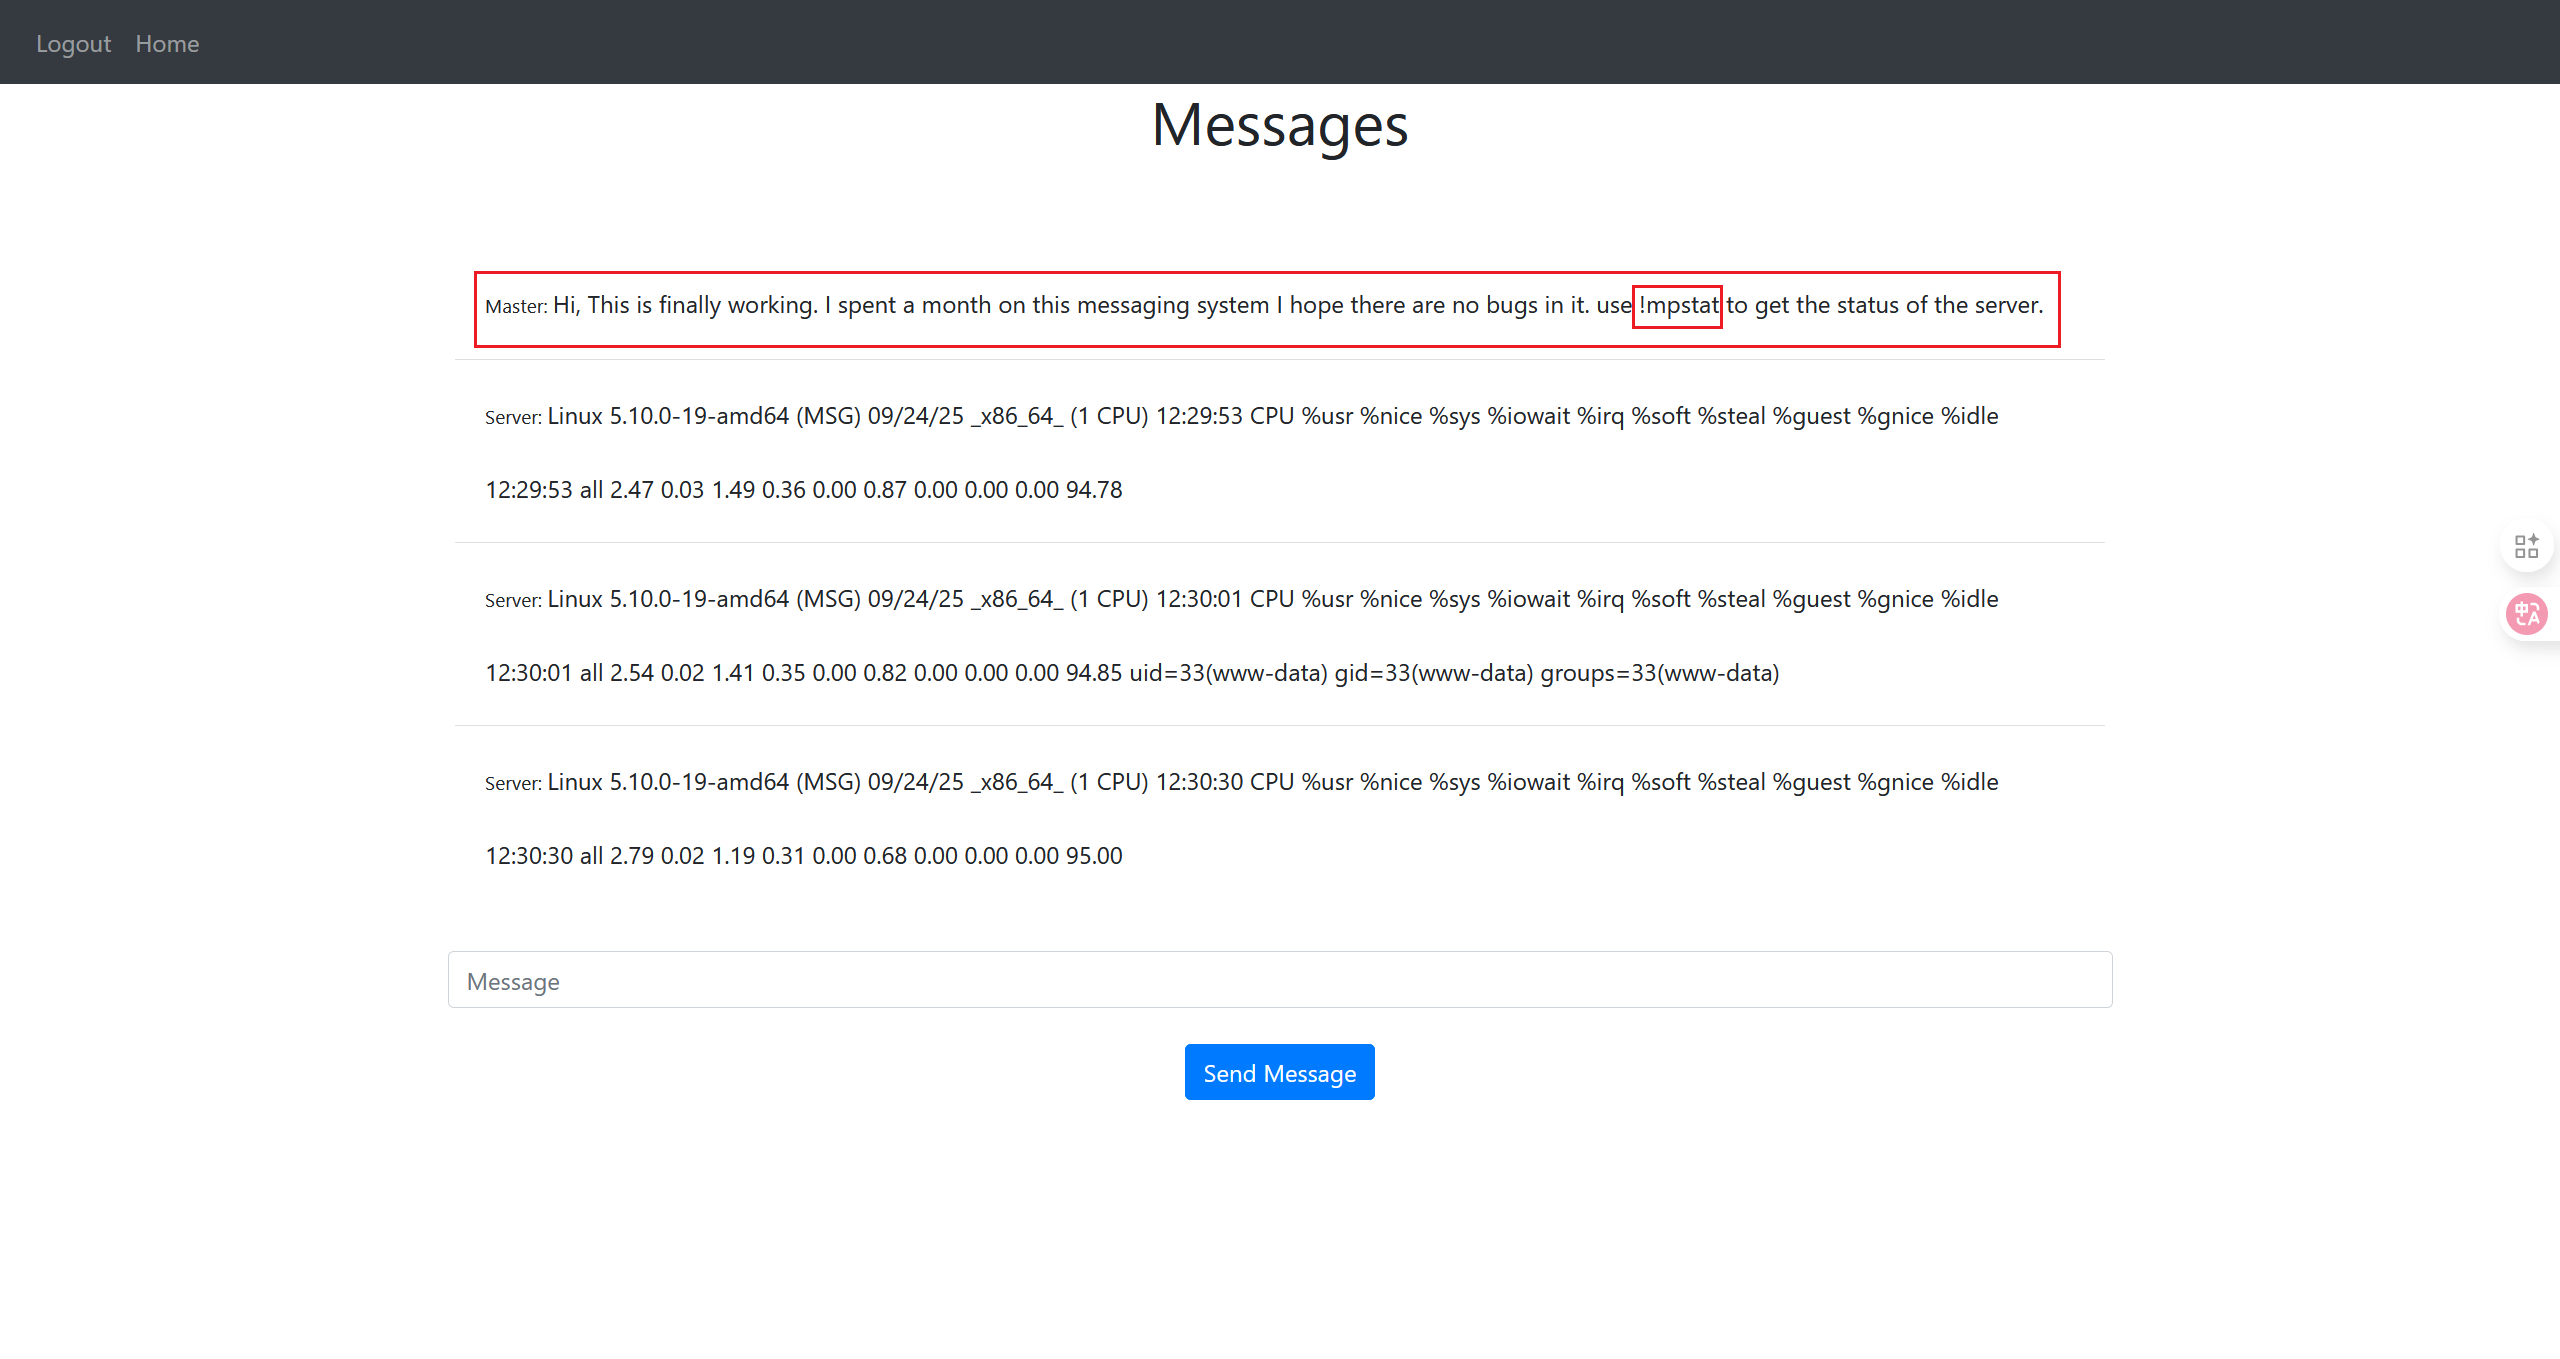 Logout Home
Messages
Master: Hi, This is finally working. I spent a month on this messaging system I hope there are no bugs in it. use !mpstat to get the status of the server.
Server: Linux 5.10.0-19-amd64 (MSG) 09/24/25 _x86_64_ (1 CPU) 12:29:53 CPU %usr %nice %sys %iowait %irq %soft %steal %guest %gnice %idle
12:29:53 all 2.47 0.03 1.49 0.36 0.00 0.87 0.00 0.00 0.00 94.78
Server: Linux 5.10.0-19-amd64 (MSG) 09/24/25 _x86_64_ (1 CPU) 12:30:01 CPU %usr %nice %sys %iowait %irq %soft %steal %guest %gnice %idle
12:30:01 all 2.54 0.02 1.41 0.35 0.00 0.82 0.00 0.00 0.00 94.85 uid=33(www-data) gid=33(www-data) groups=33(www-data)
Server: Linux 5.10.0-19-amd64 (MSG) 09/24/25 _x86_64_ (1 CPU) 12:30:30 CPU %usr %nice %sys %iowait %irq %soft %steal %guest %gnice %idle
12:30:30 all 2.79 0.02 1.19 0.31 0.00 0.68 0.00 0.00 0.00 95.00
Message
Send Message
中A